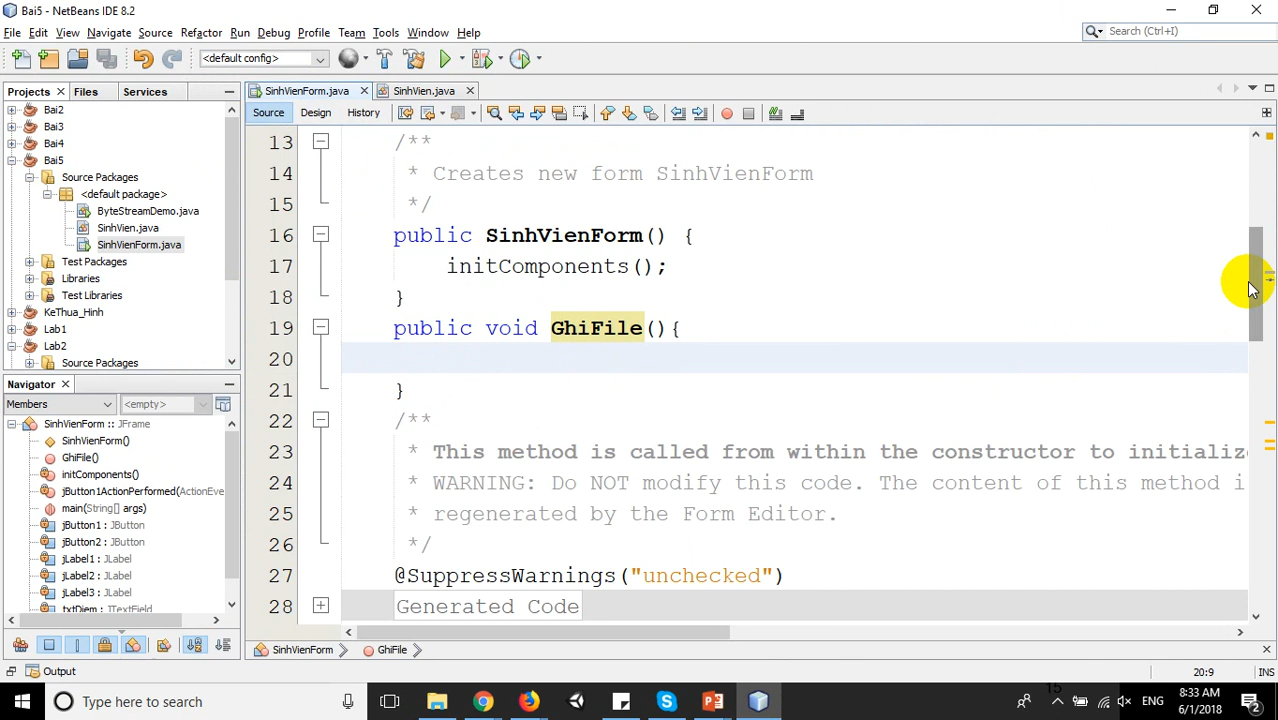 Bai5 - NetBeans IDE 8.2
File Edit View Navigate Source Refactor Run Debug Profile Team Tools Window Help
Search (Ctrl+I)
<default config>
Projects Files Services
SinhVienForm.java SinhVien.java
Source Design History
Bai2
Bai3
Bai4
Bai5
Source Packages
<default package>
ByteStreamDemo.java
SinhVien.java
SinhVienForm.java
Test Packages
Libraries
Test Libraries
KeThua_Hinh
Lab1
Lab2
Source Packages
Navigator
Members <empty>
SinhVienForm :: JFrame
SinhVienForm()
GhiFile()
initComponents()
jButton1ActionPerformed(ActionEve
main(String[] args)
jButton1 : JButton
jButton2 : JButton
jLabel1 : JLabel
jLabel2 : JLabel
jLabel3 : JLabel
txtDiem : JTextField
13 /**
14 * Creates new form SinhVienForm
15 */
16 public SinhVienForm() {
17 initComponents();
18 }
19 public void GhiFile(){
20
21 }
22 /**
23 * This method is called from within the constructor to initialize
24 * WARNING: Do NOT modify this code. The content of this method i
25 * regenerated by the Form Editor.
26 */
27 @SuppressWarnings("unchecked")
28 Generated Code
SinhVienForm GhiFile
Output
20:9 INS
Type here to search
15
ENG
8:33 AM
6/1/2018
2